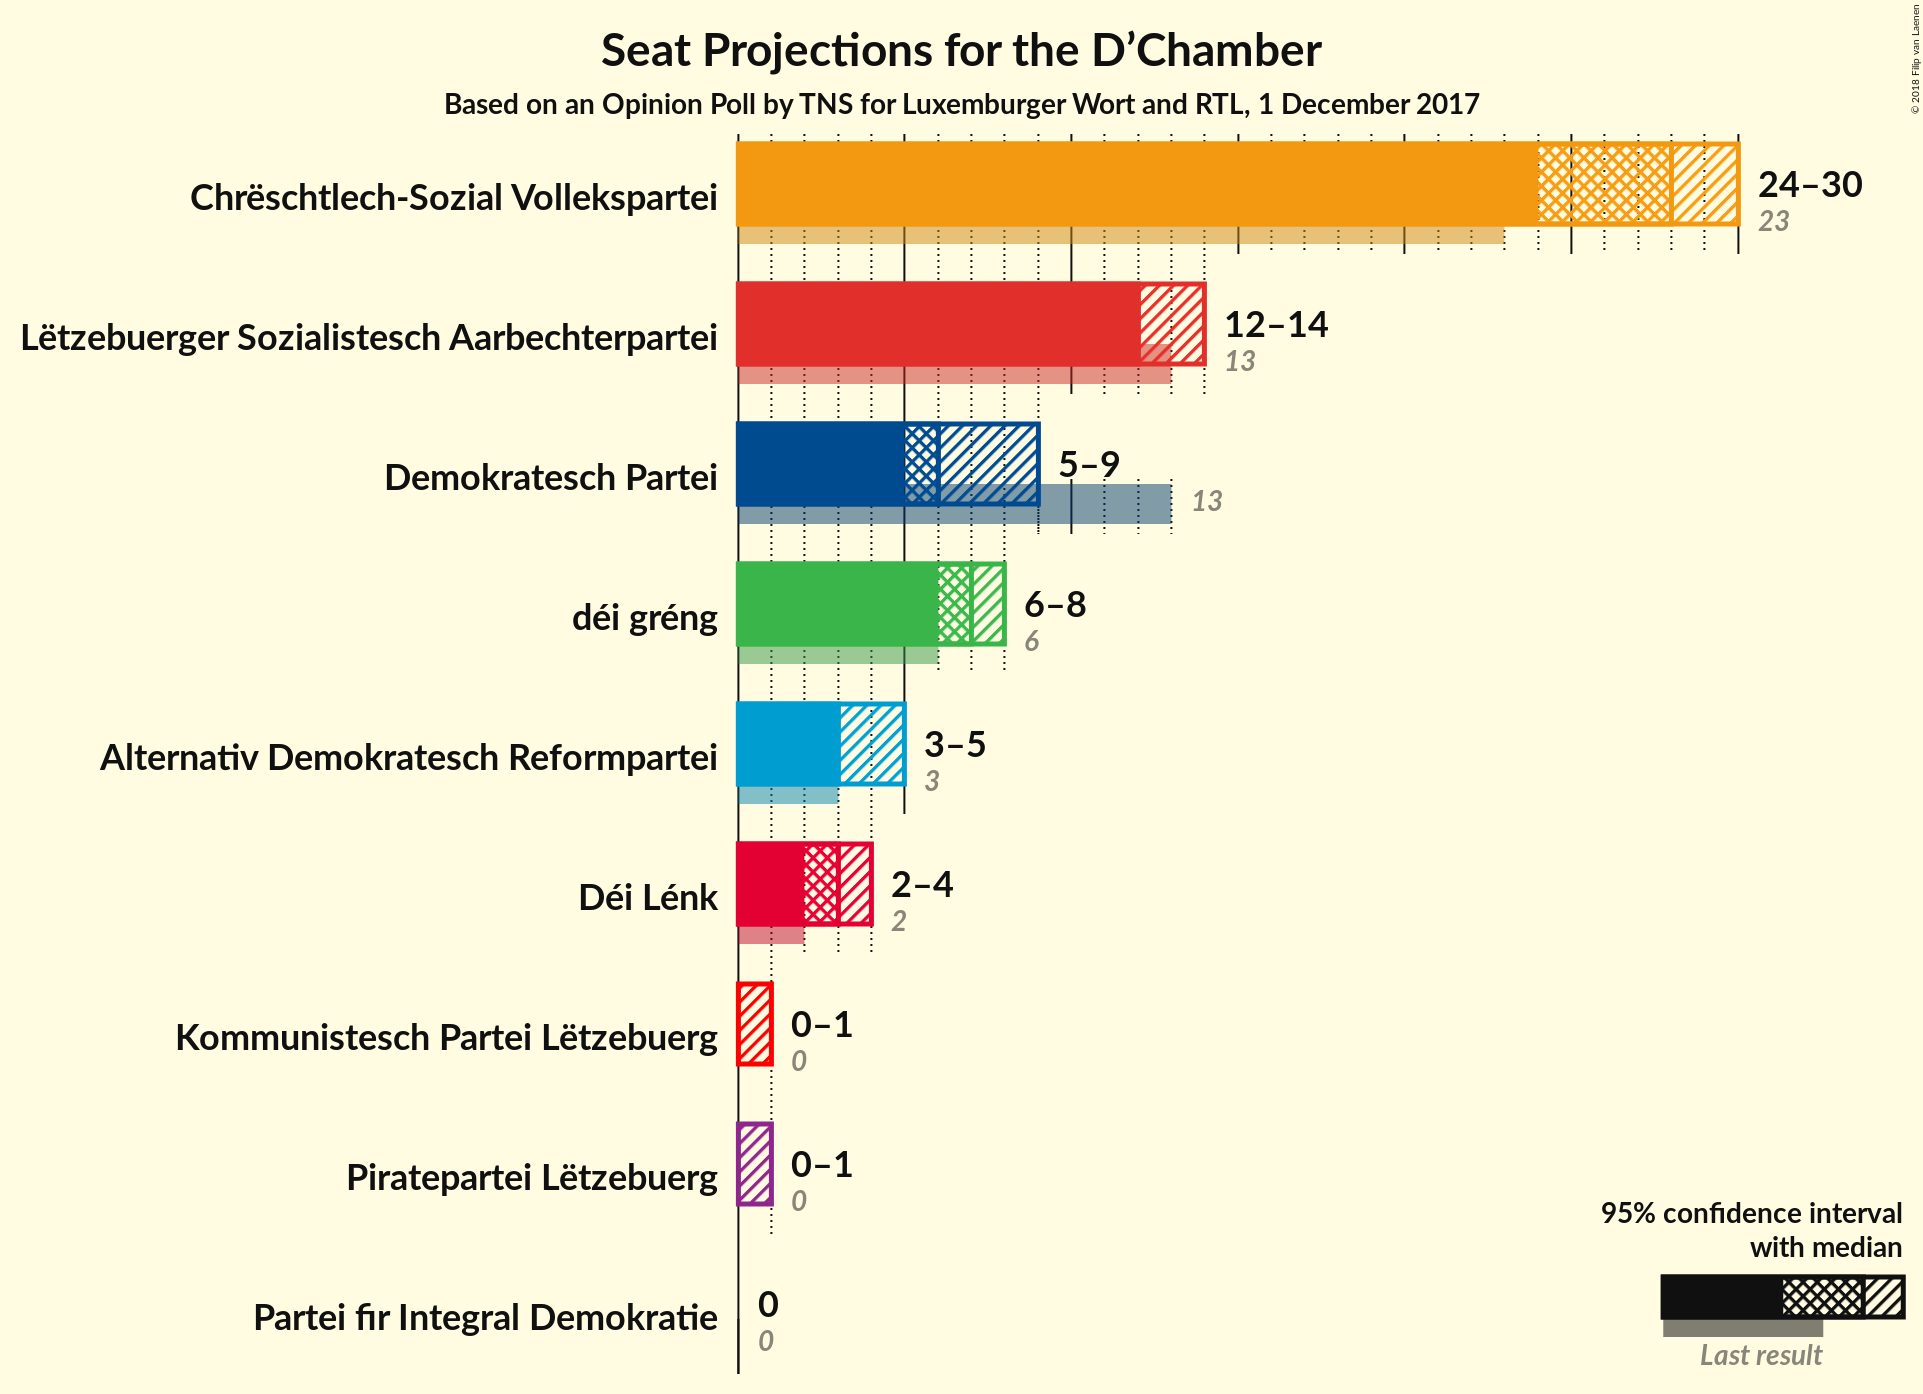 Seat Projections for the D’Chamber
Based on an Opinion Poll by TNS for Luxemburger Wort and RTL, 1 December 2017
© 2018 Filip van Laenen
Chrëschtlech-Sozial Vollekspartei
24–30
23
Lëtzebuerger Sozialistesch Aarbechterpartei
12–14
13
Demokratesch Partei
5–9
13
déi gréng
6–8
6
Alternativ Demokratesch Reformpartei
3–5
3
Déi Lénk
2–4
2
Kommunistesch Partei Lëtzebuerg
0–1
0
Piratepartei Lëtzebuerg
0–1
0
Partei fir Integral Demokratie
0
0
95% confidence interval
with median
Last result